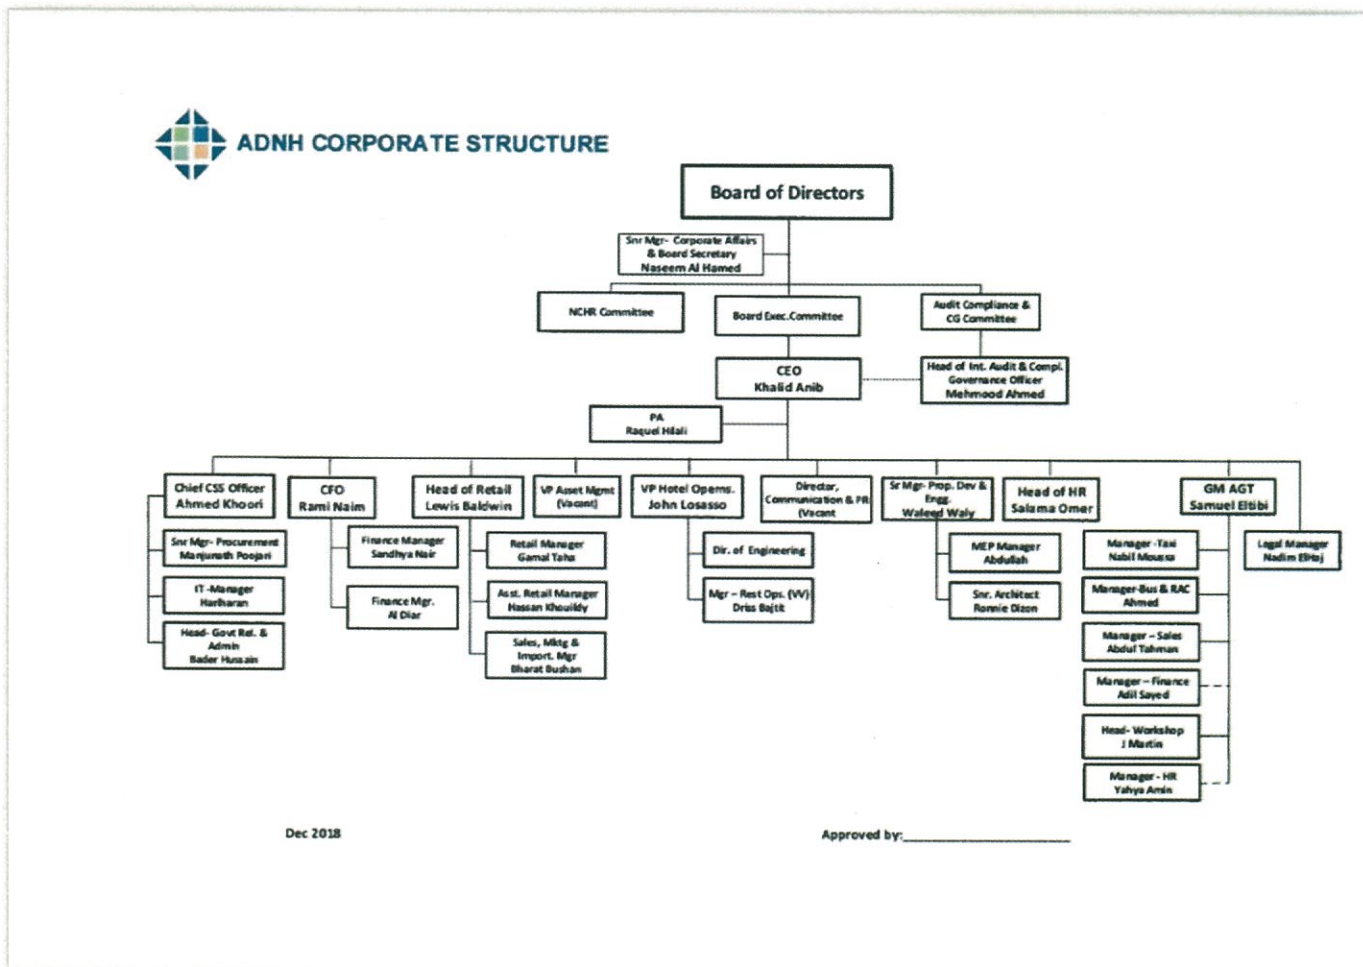 ADNH CORPORATE STRUCTURE
Board of Directors
Snr Mgr- Corporate Affairs
& Board Secretary
Naseem Al Hamed
NCHR Committee
Board Exec.Committee
Audit Compliance &
CG Committee
CEO
Khalid Anib
Head of Int. Audit & Compl.
Governance Officer
Mehmood Ahmed
PA
Raquel Hilali
Chief CSS Officer
Ahmed Khoori
CFO
Rami Naim
Head of Retail
Lewis Baldwin
VP Asset Mgmt
(Vacant)
VP Hotel Operns.
John Losasso
Director,
Communication & PR
(Vacant
Sr Mgr- Prop. Dev &
Engg.
Waleed Waly
Head of HR
Salama Omer
GM AGT
Samuel Eltibi
Legal Manager
Nadim ElHaj
Snr Mgr- Procurement
Manjunath Poojari
IT -Manager
Hariharan
Head- Govt Rel. &
Admin
Bader Hussain
Finance Manager
Sandhya Nair
Finance Mgr.
Al Diar
Retail Manager
Gamal Taha
Asst. Retail Manager
Hassan Khouildy
Sales, Mktg &
Import. Mgr
Bharat Bushan
Dir. of Engineering
Mgr – Rest Ops. (VV)
Driss Bajtit
MEP Manager
Abdullah
Snr. Architect
Ronnie Dizon
Manager -Taxi
Nabil Moussa
Manager-Bus & RAC
Ahmed
Manager – Sales
Abdul Tahman
Manager – Finance
Adil Sayed
Head- Workshop
J Martin
Manager - HR
Yahya Amin
Dec 2018
Approved by: